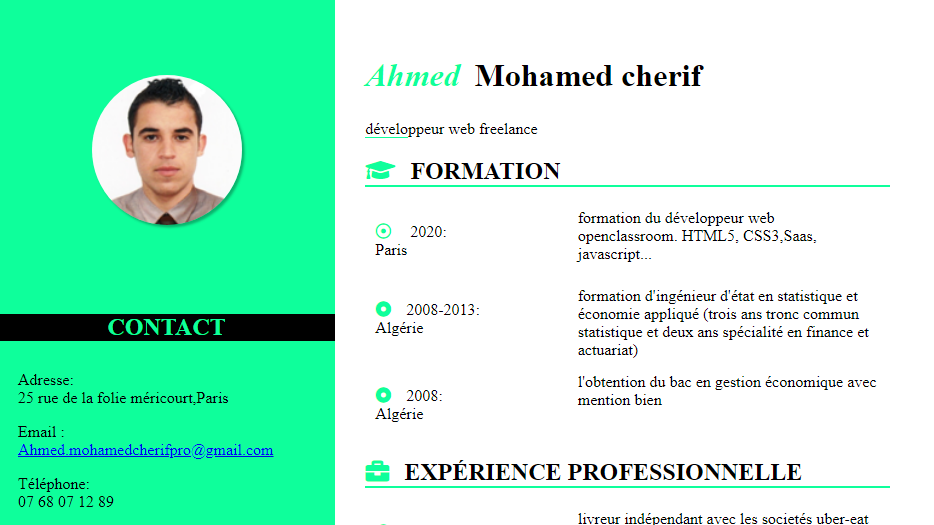 Ahmed Mohamed cherif
développeur web freelance
FORMATION
2020:
Paris
formation du développeur web
openclassroom. HTML5, CSS3,Saas,
javascript...
2008-2013:
Algérie
formation d'ingénieur d'état en statistique et
économie appliqué (trois ans tronc commun
statistique et deux ans spécialité en finance et
actuariat)
2008:
Algérie
l'obtention du bac en gestion économique avec
mention bien
EXPÉRIENCE PROFESSIONNELLE
livreur indépendant avec les societés uber-eat
CONTACT
Adresse:
25 rue de la folie méricourt,Paris
Email :
Ahmed.mohamedcherifpro@gmail.com
Téléphone:
07 68 07 12 89